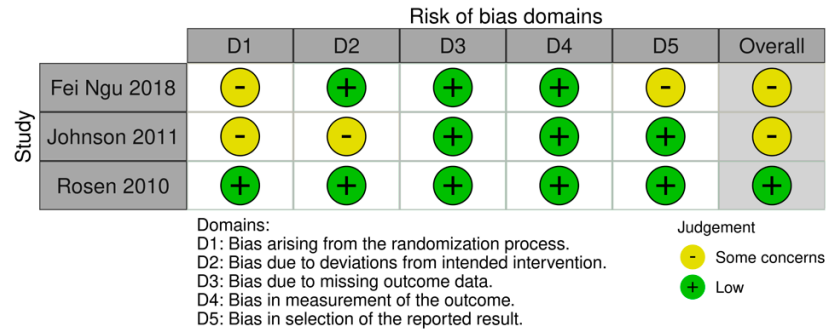 Risk of bias domains
D1 D2 D3 D4 D5 Overall
Study
Fei Ngu 2018 - + + + - -
Johnson 2011 - - + + + -
Rosen 2010 + + + + + +
Domains:
D1: Bias arising from the randomization process.
D2: Bias due to deviations from intended intervention.
D3: Bias due to missing outcome data.
D4: Bias in measurement of the outcome.
D5: Bias in selection of the reported result.
Judgement
- Some concerns
+ Low